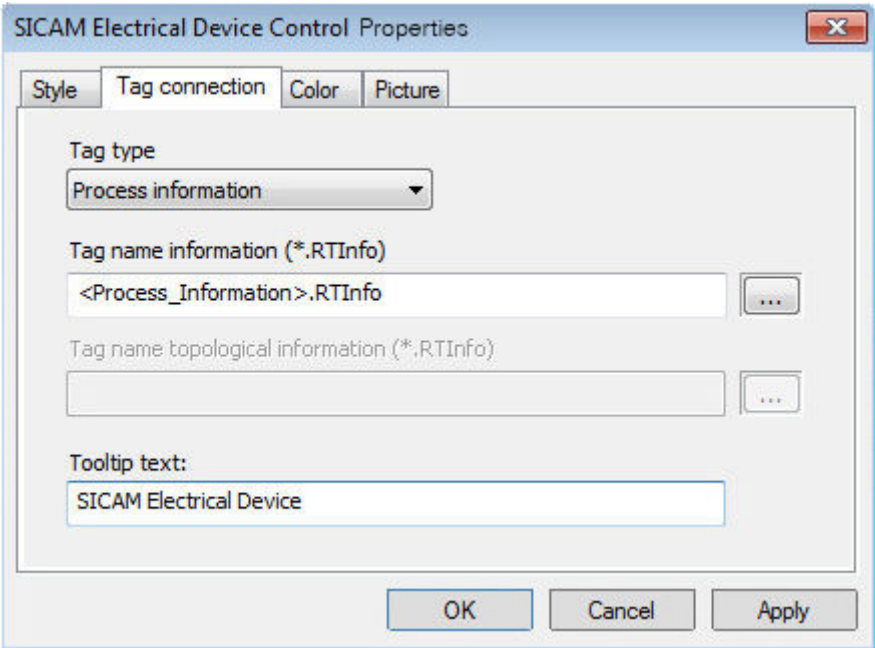 SICAM Electrical Device Control Properties
Style Tag connection Color Picture
Tag type
Process information
Tag name information (*.RTInfo)
<Process_Information>.RTInfo
...
Tag name topological information (*.RTInfo)
...
Tooltip text:
SICAM Electrical Device
OK Cancel Apply